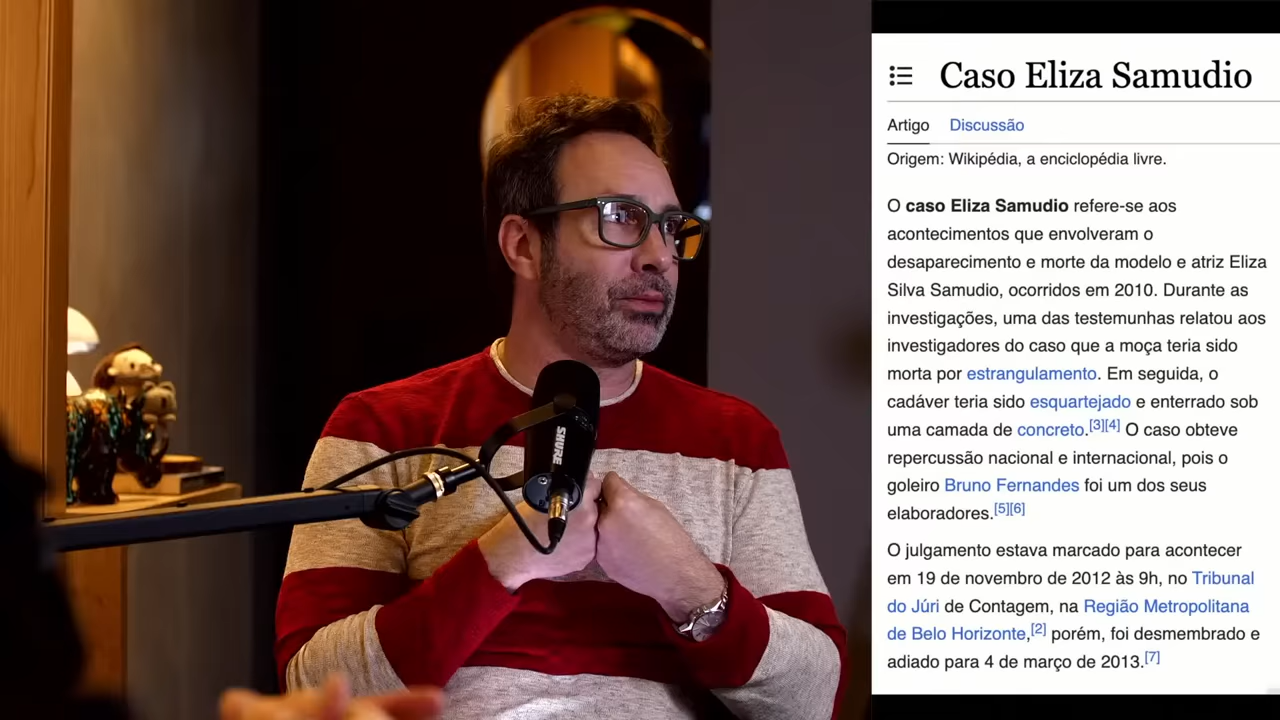 Caso Eliza Samudio
Artigo Discussão
Origem: Wikipédia, a enciclopédia livre.
O caso Eliza Samudio refere-se aos
acontecimentos que envolveram o
desaparecimento e morte da modelo e atriz Eliza
Silva Samudio, ocorridos em 2010. Durante as
investigações, uma das testemunhas relatou aos
investigadores do caso que a moça teria sido
morta por estrangulamento. Em seguida, o
cadáver teria sido esquartejado e enterrado sob
uma camada de concreto.[3][4] O caso obteve
repercussão nacional e internacional, pois o
goleiro Bruno Fernandes foi um dos seus
elaboradores.[5][6]
O julgamento estava marcado para acontecer
em 19 de novembro de 2012 às 9h, no Tribunal
do Júri de Contagem, na Região Metropolitana
de Belo Horizonte,[2] porém, foi desmembrado e
adiado para 4 de março de 2013.[7]
SHURE